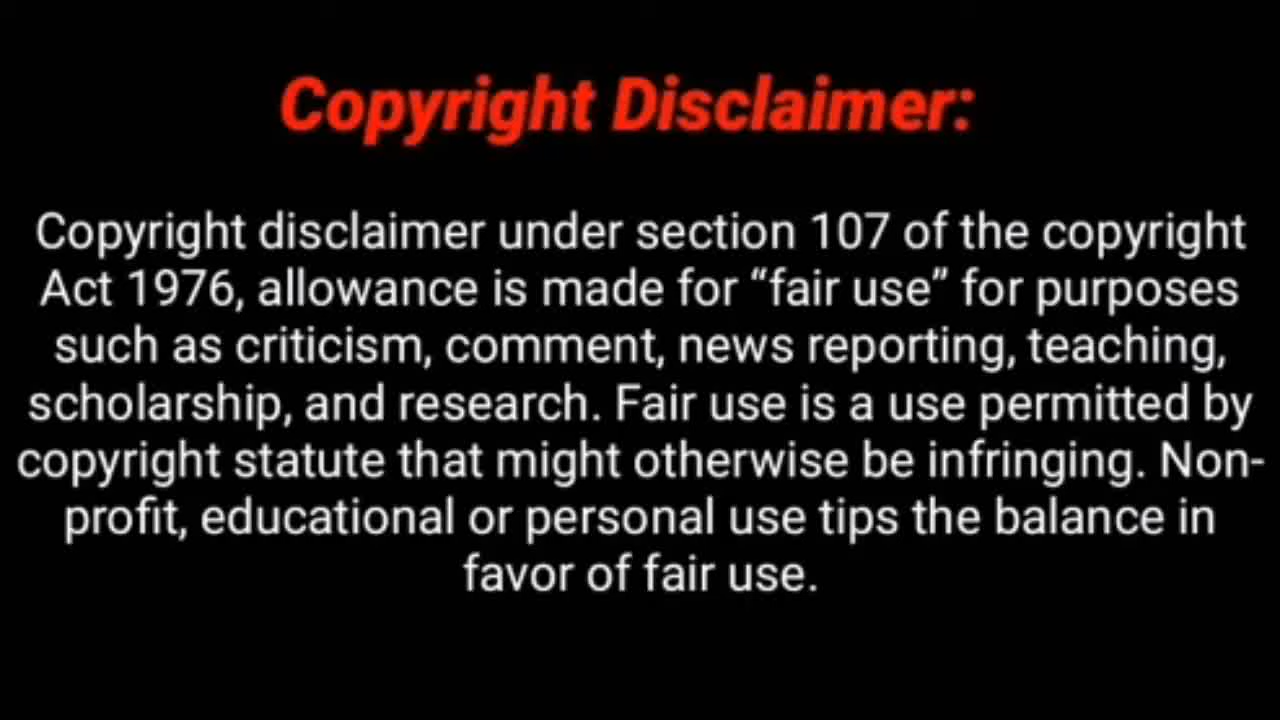 Copyright Disclaimer:
Copyright disclaimer under section 107 of the copyright
Act 1976, allowance is made for “fair use” for purposes
such as criticism, comment, news reporting, teaching,
scholarship, and research. Fair use is a use permitted by
copyright statute that might otherwise be infringing. Non-
profit, educational or personal use tips the balance in
favor of fair use.